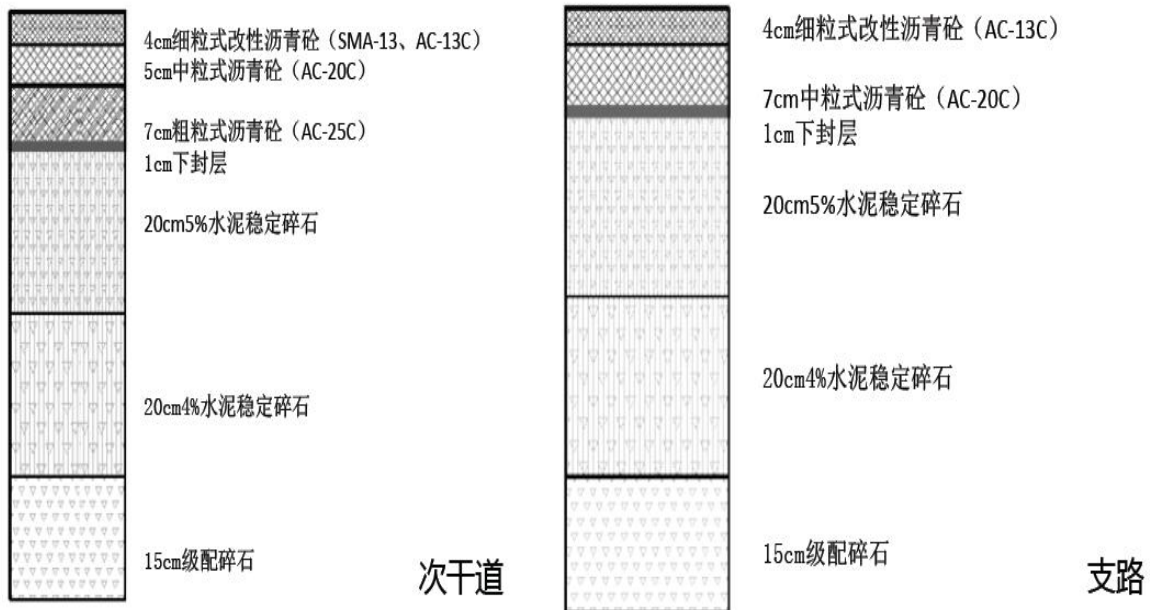 4cm细粒式改性沥青砼（SMA-13、AC-13C）
5cm中粒式沥青砼（AC-20C）
7cm粗粒式沥青砼（AC-25C）
1cm下封层
20cm5%水泥稳定碎石
20cm4%水泥稳定碎石
15cm级配碎石
次干道
4cm细粒式改性沥青砼（AC-13C）
7cm中粒式沥青砼（AC-20C）
1cm下封层
20cm5%水泥稳定碎石
20cm4%水泥稳定碎石
15cm级配碎石
支路